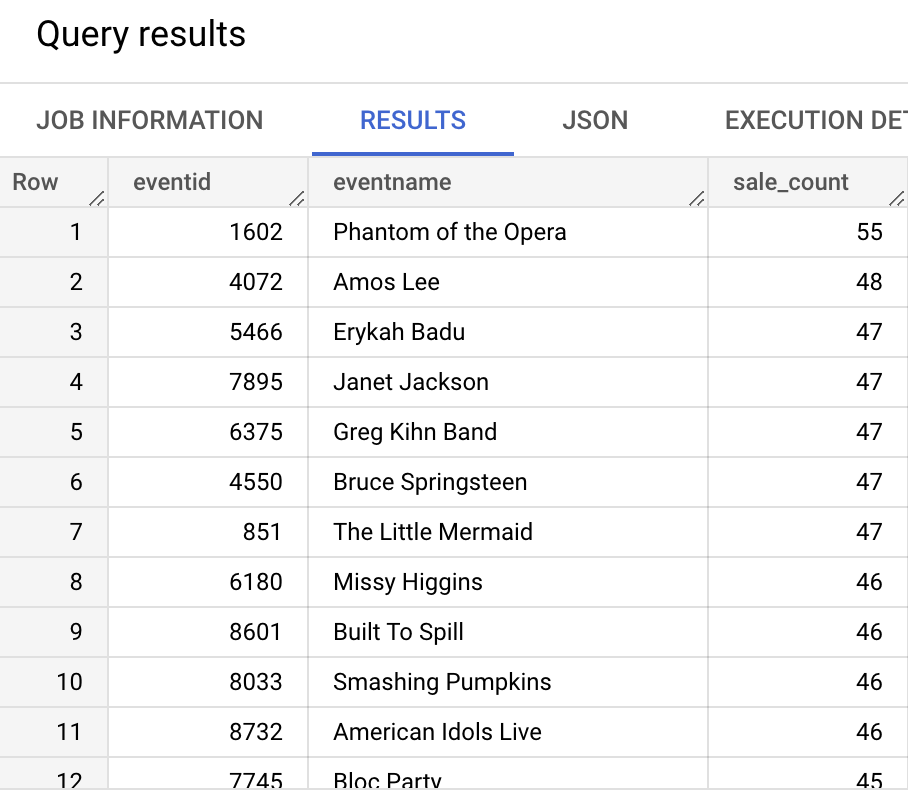 Query results
JOB INFORMATION RESULTS JSON EXECUTION DET
Row eventid eventname sale_count
1 1602 Phantom of the Opera 55
2 4072 Amos Lee 48
3 5466 Erykah Badu 47
4 7895 Janet Jackson 47
5 6375 Greg Kihn Band 47
6 4550 Bruce Springsteen 47
7 851 The Little Mermaid 47
8 6180 Missy Higgins 46
9 8601 Built To Spill 46
10 8033 Smashing Pumpkins 46
11 8732 American Idols Live 46
12 7745 Bloc Party 45